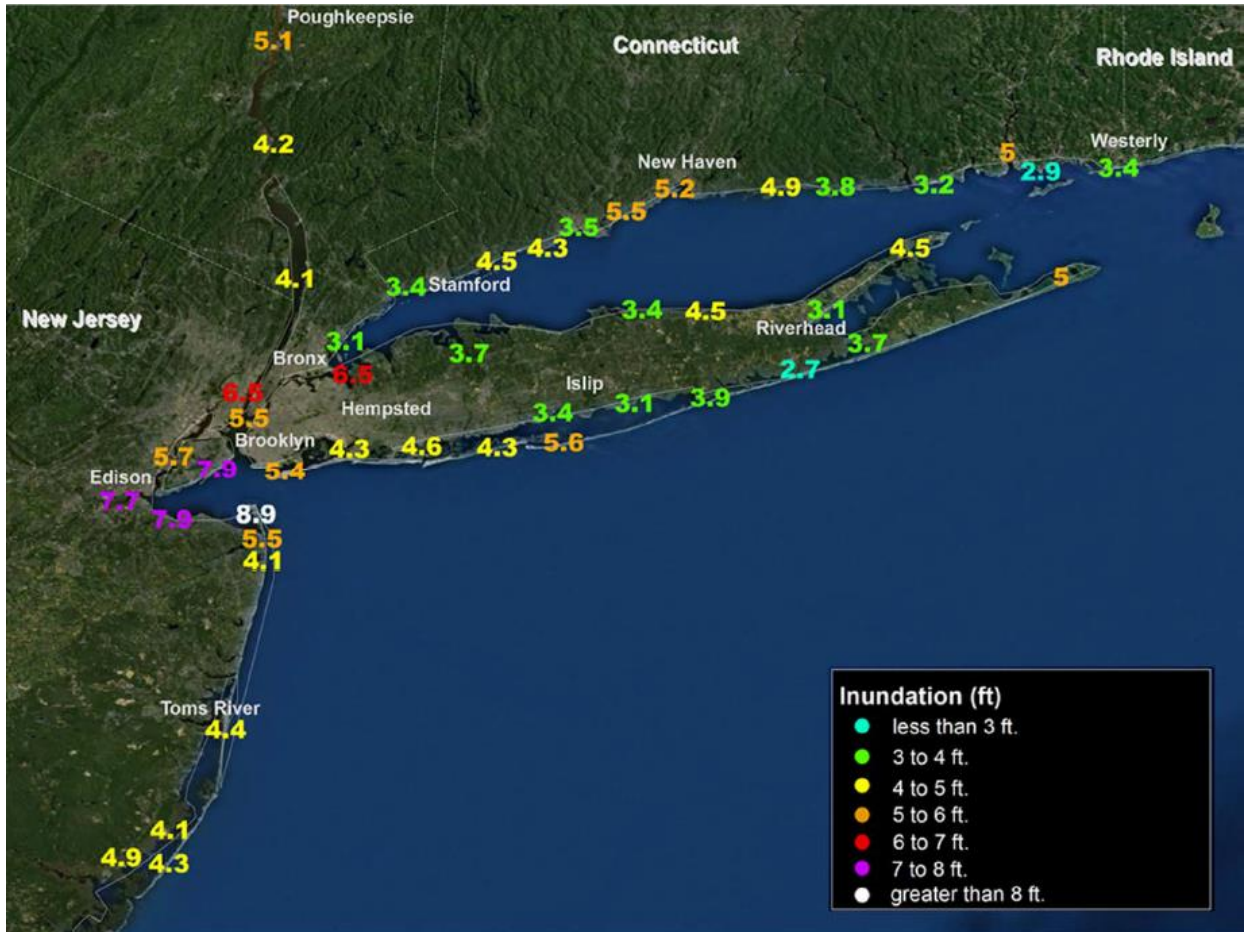 Poughkeepsie
5.1
Connecticut
Rhode Island
4.2
Westerly
5
New Haven
2.9
3.4
5.2
4.9
3.8
3.2
5.5
3.5
4.3
4.5
4.5
4.1
5
3.4
Stamford
New Jersey
3.4
4.5
3.1
Riverhead
3.1
3.7
3.7
Bronx
6.5
2.7
Islip
6.5
3.9
3.1
Hempsted
3.4
5.5
Brooklyn
4.3
4.6
4.3
5.6
5.7
7.9
5.4
Edison
7.7
7.9
8.9
5.5
4.1
Toms River
4.4
4.1
4.9
4.3
Inundation (ft)
less than 3 ft.
3 to 4 ft.
4 to 5 ft.
5 to 6 ft.
6 to 7 ft.
7 to 8 ft.
greater than 8 ft.